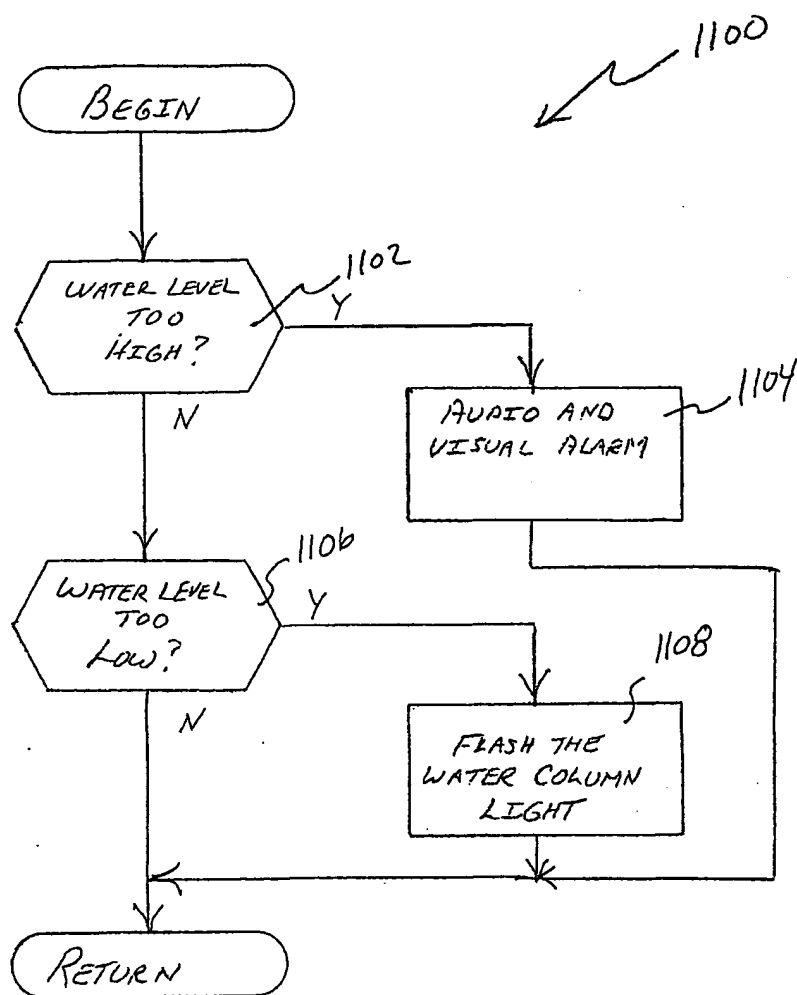 1100
BEGIN
WATER LEVEL
TOO
HIGH?
1102
Y
N
1104
AUDIO AND
VISUAL ALARM
1106
WATER LEVEL
TOO
LOW?
Y
N
1108
FLASH THE
WATER COLUMN
LIGHT
RETURN